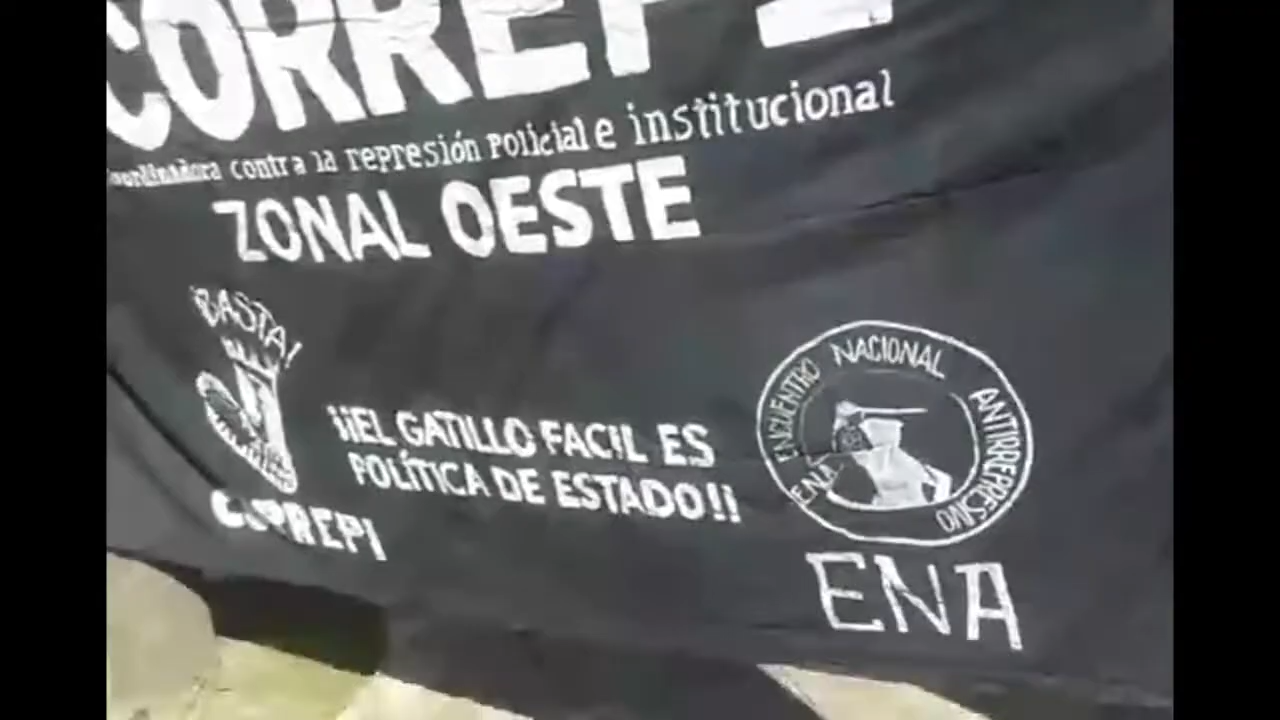 CORREPI
Coordinadora contra la represión policial e institucional
ZONAL OESTE
BASTA!
CORREPI
¡¡EL GATILLO FACIL ES
POLÍTICA DE ESTADO!!
ENCUENTRO NACIONAL ANTIRREPRESIVO
ENA
ENA